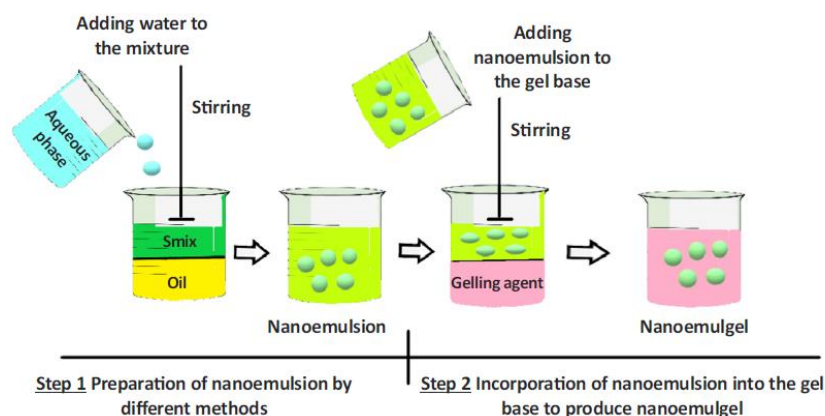 Adding water to
the mixture
Stirring
Aqueous
phase
Smix
Oil
Nanoemulsion
Adding
nanoemulsion to
the gel base
Stirring
Gelling agent
Nanoemulgel
Step 1 Preparation of nanoemulsion by
different methods
Step 2 Incorporation of nanoemulsion into the gel
base to produce nanoemulgel